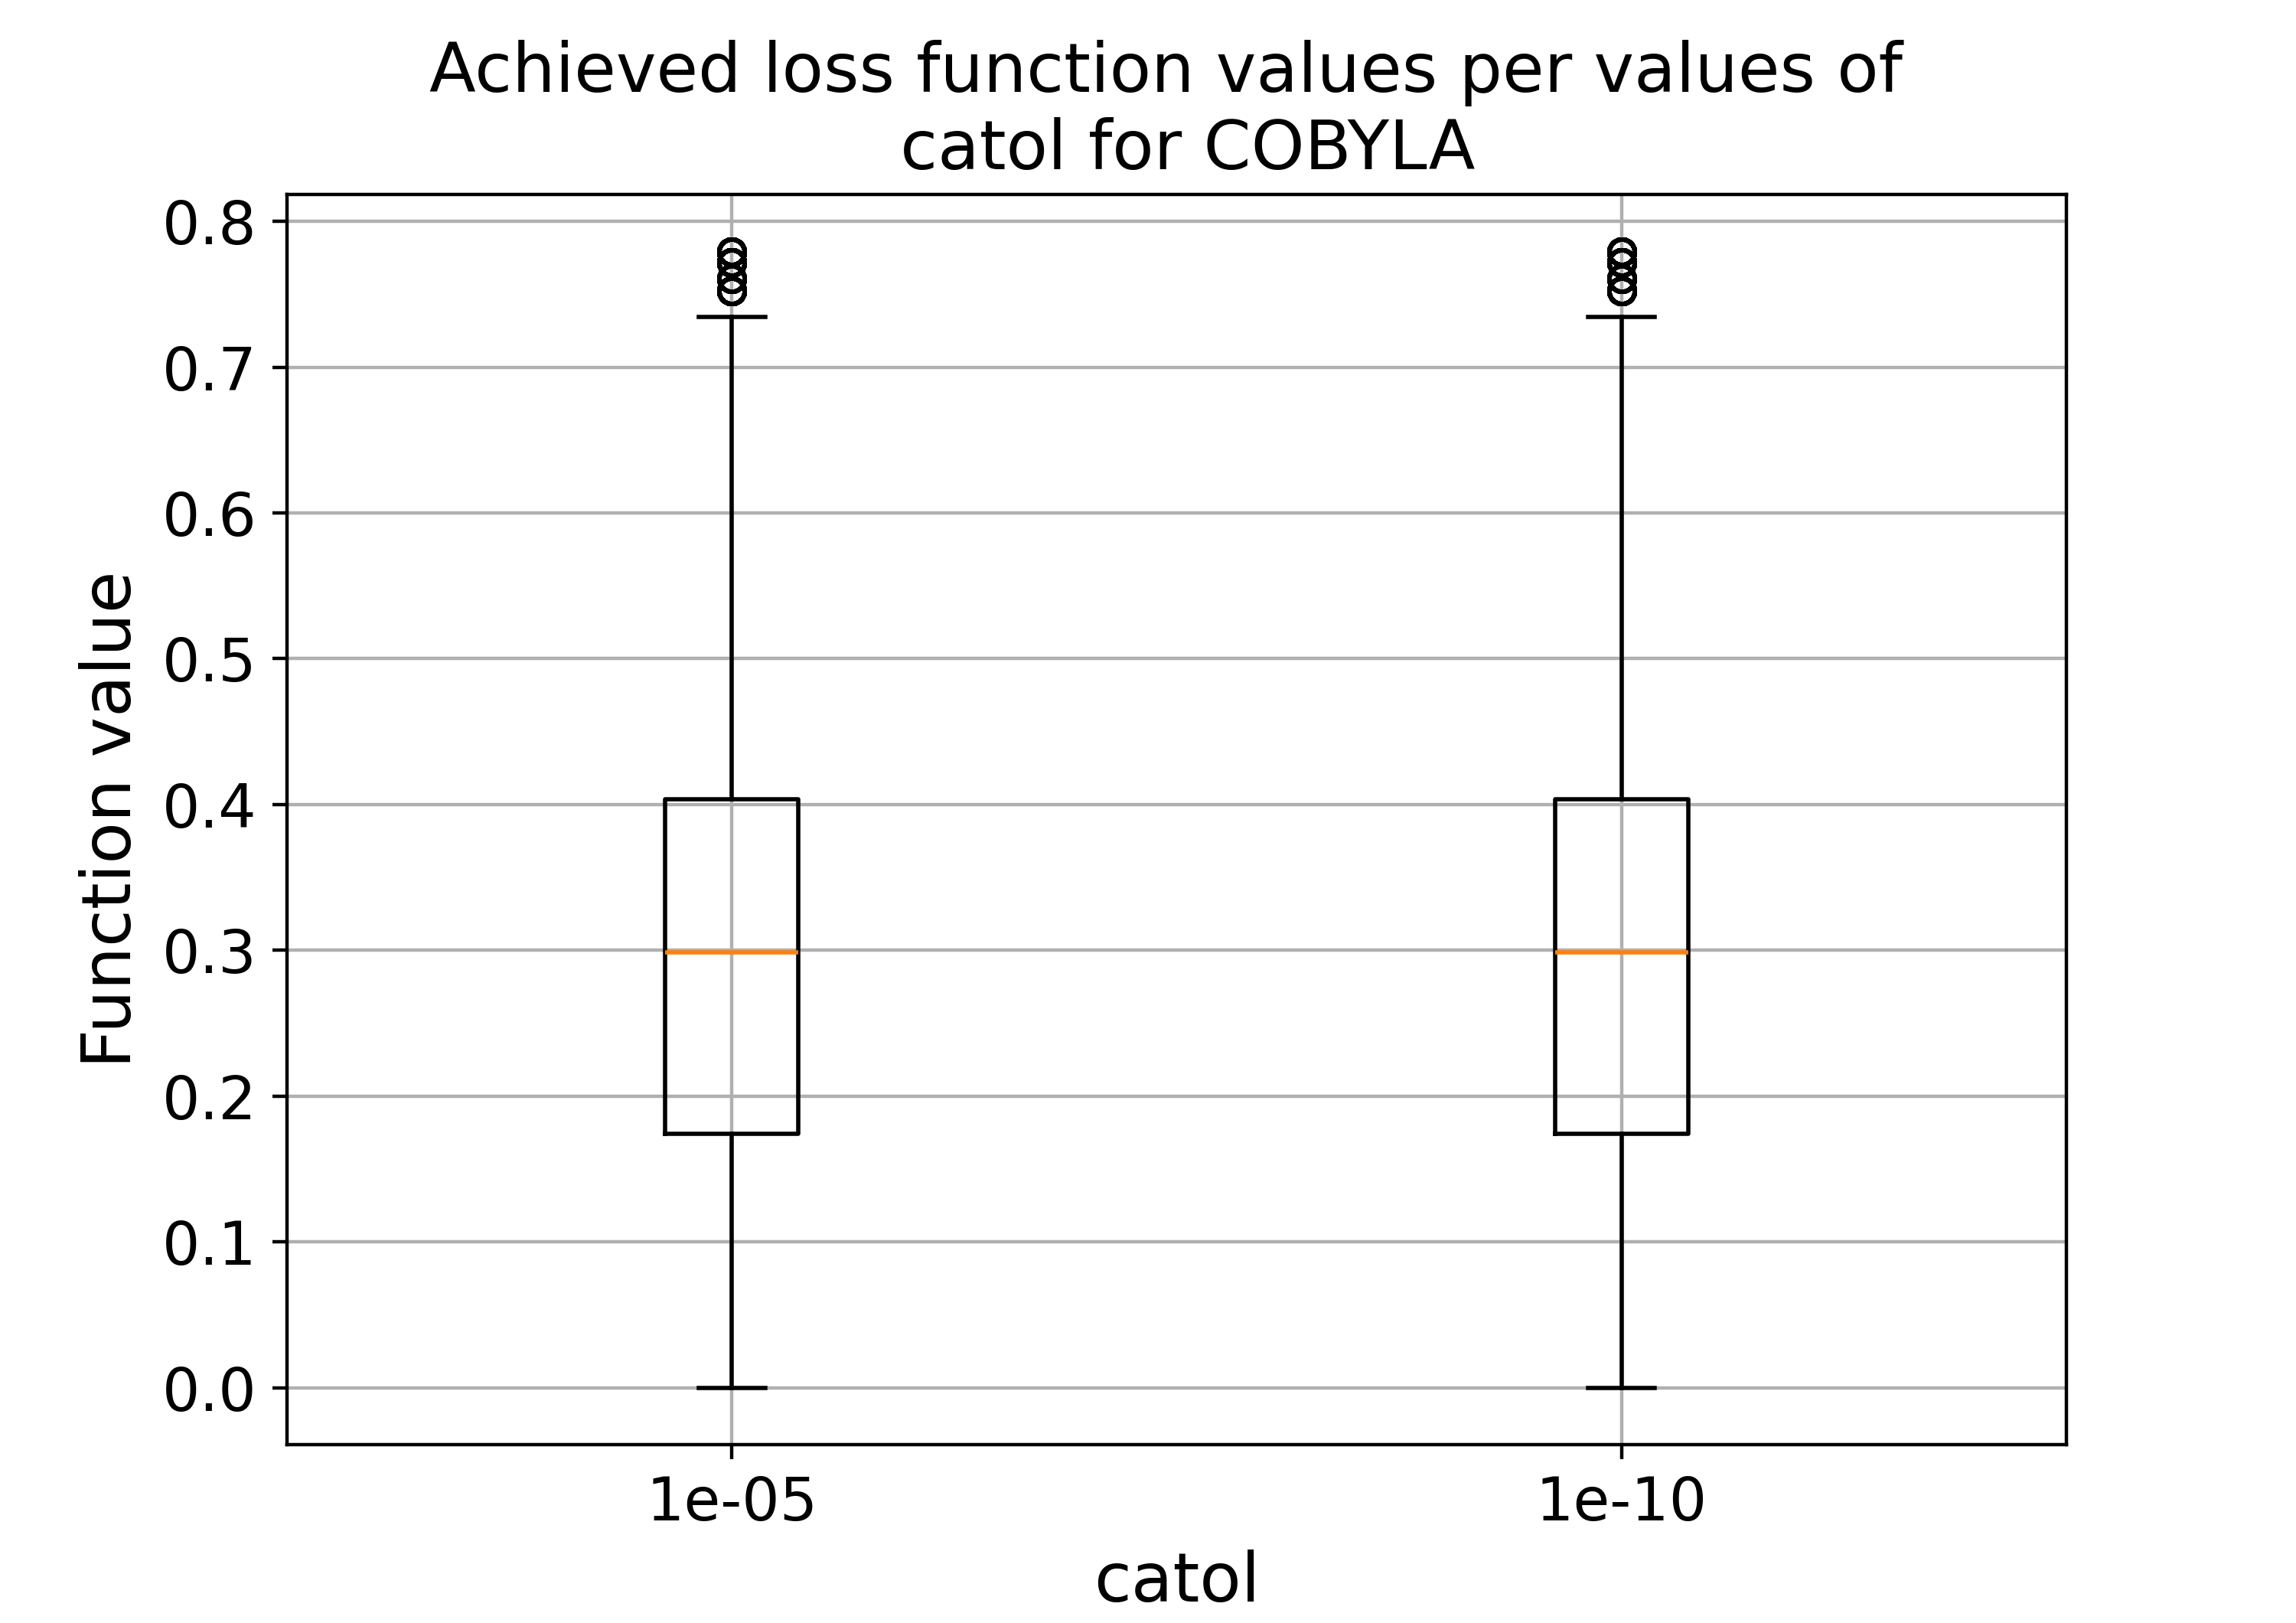 Achieved loss function values per values of
catol for COBYLA
Function value
0.8
0.7
0.6
0.5
0.4
0.3
0.2
0.1
0.0
1e-05
1e-10
catol